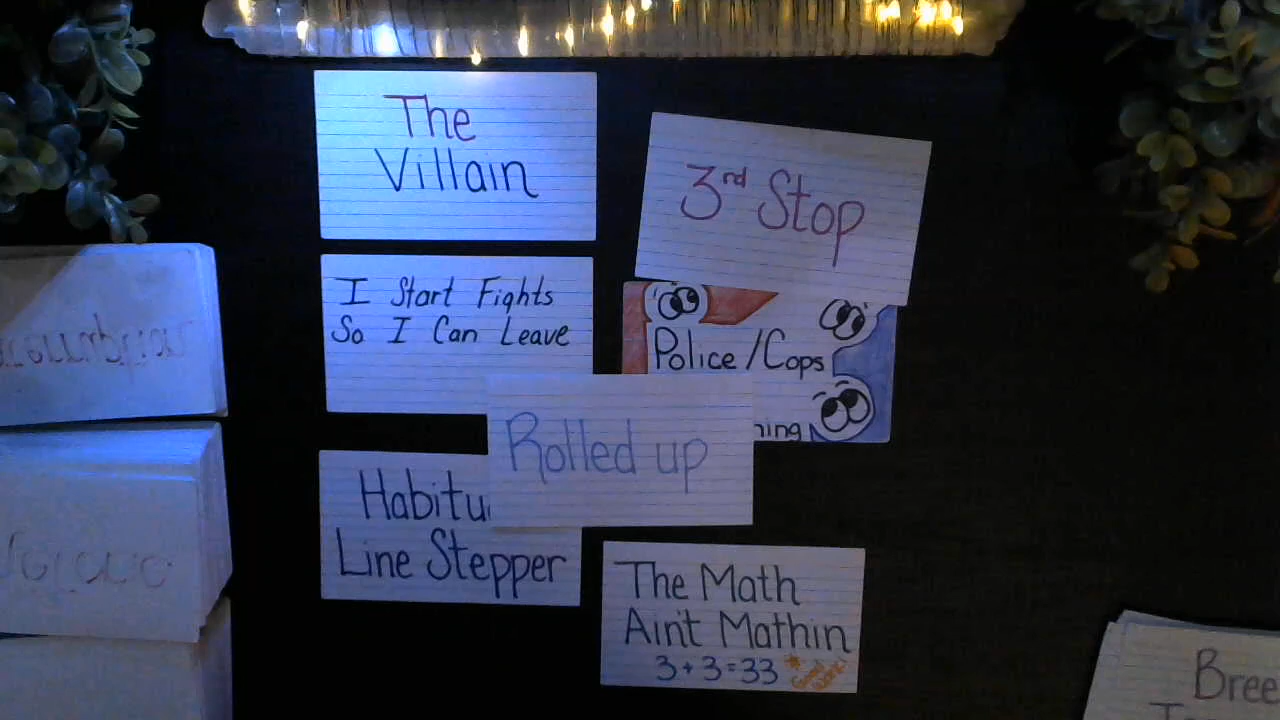 The
Villain
3rd Stop
I Start Fights
So I Can Leave
Police/Cops
Rolled up
Habitu
Line Stepper
The Math
Ain't Mathin
3+3=33
Bree